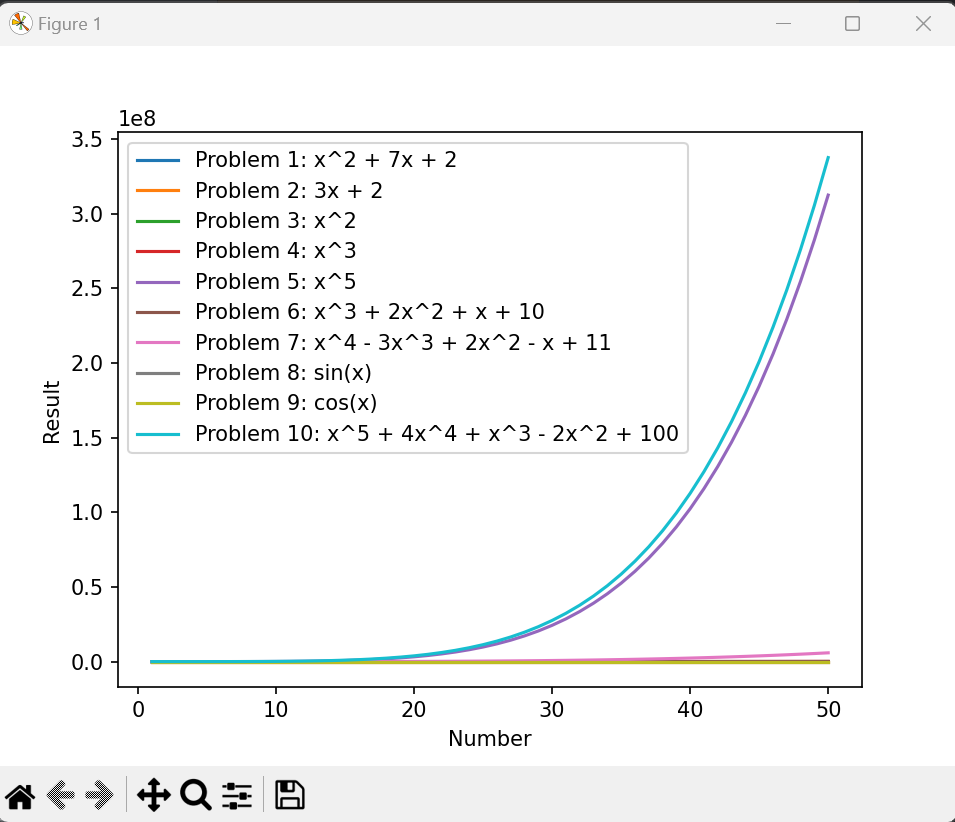 Figure 1
1e8
3.5
3.0
2.5
2.0
1.5
1.0
0.5
0.0
Result
Problem 1: x^2 + 7x + 2
Problem 2: 3x + 2
Problem 3: x^2
Problem 4: x^3
Problem 5: x^5
Problem 6: x^3 + 2x^2 + x + 10
Problem 7: x^4 - 3x^3 + 2x^2 - x + 11
Problem 8: sin(x)
Problem 9: cos(x)
Problem 10: x^5 + 4x^4 + x^3 - 2x^2 + 100
0 10 20 30 40 50
Number